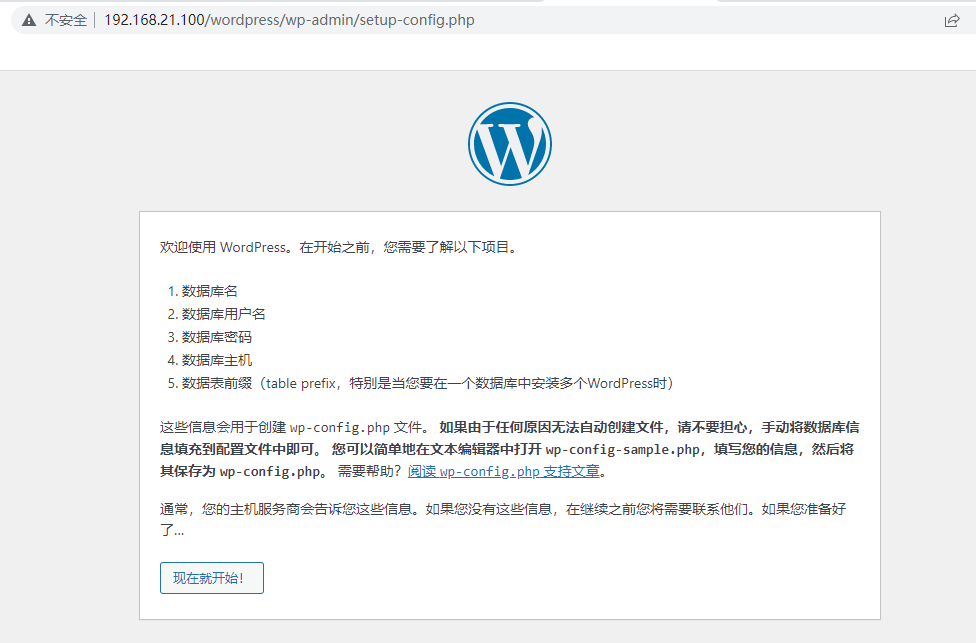 不安全 192.168.21.100/wordpress/wp-admin/setup-config.php
W
欢迎使用 WordPress。在开始之前，您需要了解以下项目。
1. 数据库名
2. 数据库用户名
3. 数据库密码
4. 数据库主机
5. 数据表前缀（table prefix，特别是当您要在一个数据库中安装多个WordPress时）
这些信息会用于创建 wp-config.php 文件。 如果由于任何原因无法自动创建文件，请不要担心，手动将数据库信
息填充到配置文件中即可。 您可以简单地在文本编辑器中打开 wp-config-sample.php，填写您的信息，然后将
其保存为 wp-config.php。 需要帮助？阅读 wp-config.php 支持文章。
通常，您的主机服务商会告诉您这些信息。如果您没有这些信息，在继续之前您将需要联系他们。如果您准备好
了...
现在就开始！